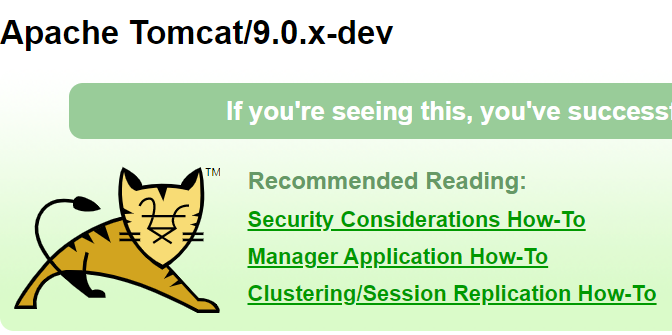 Apache Tomcat/9.0.x-dev
If you're seeing this, you've successf
TM
Recommended Reading:
Security Considerations How-To
Manager Application How-To
Clustering/Session Replication How-To